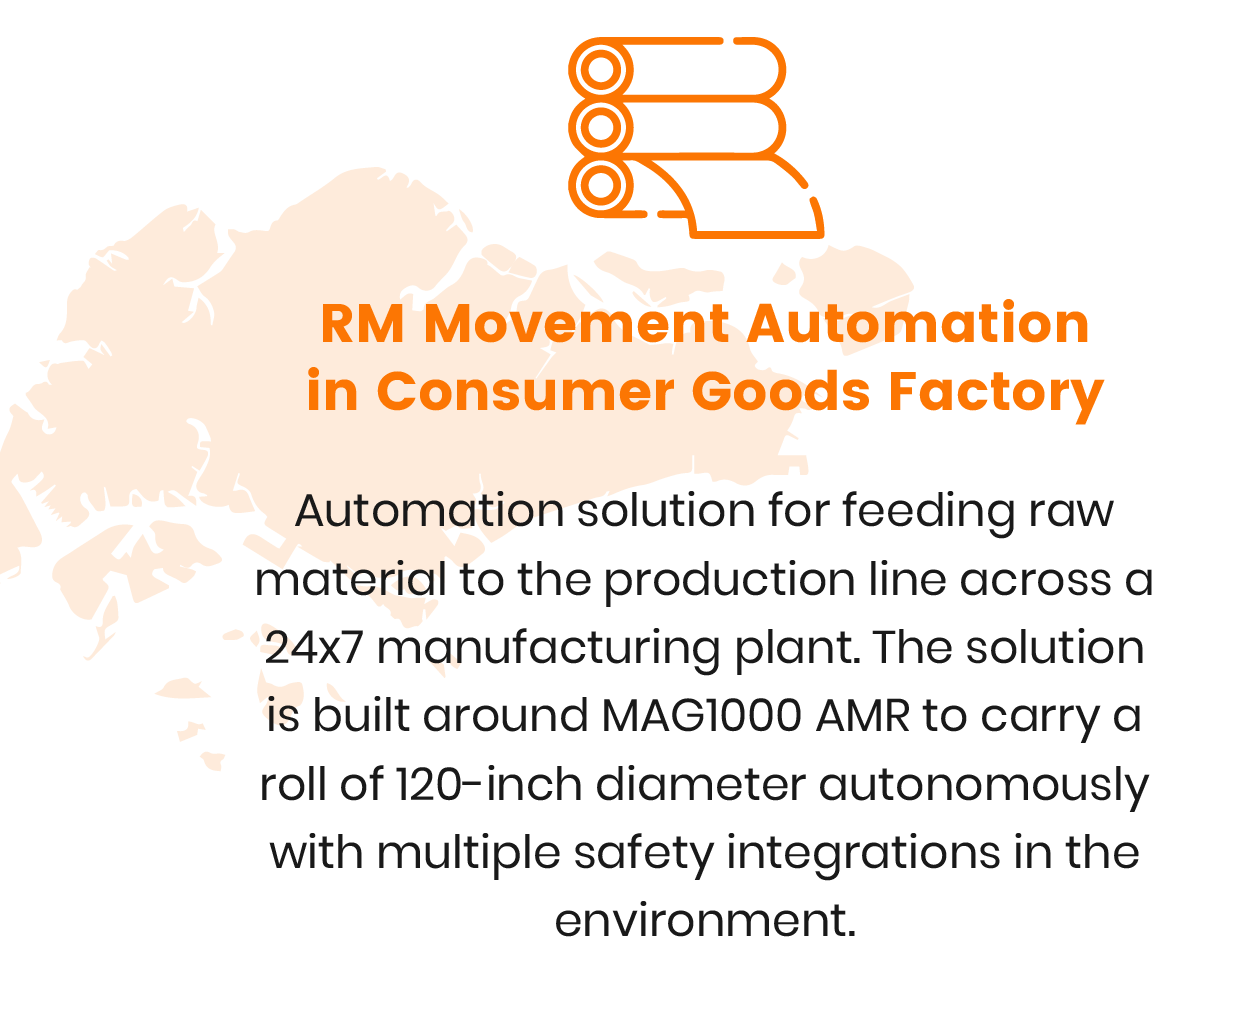 RM Movement Automation
in Consumer Goods Factory
Automation solution for feeding raw
material to the production line across a
24x7 manufacturing plant. The solution
is built around MAG1000 AMR to carry a
roll of 120-inch diameter autonomously
with multiple safety integrations in the
environment.